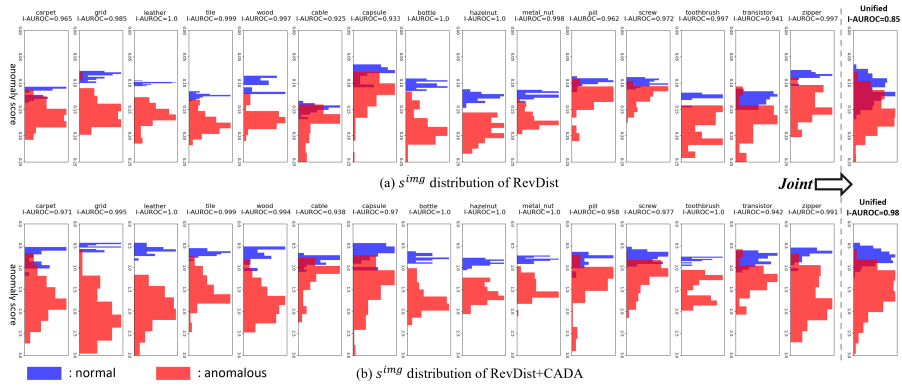 carpet grid leather tile wood cable capsule bottle hazelnut metal_nut pill screw toothbrush transistor zipper Unified
I-AUROC=0.965 I-AUROC=0.985 I-AUROC=1.0 I-AUROC=0.999 I-AUROC=0.997 I-AUROC=0.925 I-AUROC=0.933 I-AUROC=1.0 I-AUROC=1.0 I-AUROC=0.998 I-AUROC=0.962 I-AUROC=0.972 I-AUROC=0.997 I-AUROC=0.941 I-AUROC=0.997 I-AUROC=0.85
anomaly score
(a) s^img distribution of RevDist
Joint
carpet grid leather tile wood cable capsule bottle hazelnut metal_nut pill screw toothbrush transistor zipper Unified
I-AUROC=0.971 I-AUROC=0.995 I-AUROC=1.0 I-AUROC=0.999 I-AUROC=0.994 I-AUROC=0.938 I-AUROC=0.97 I-AUROC=1.0 I-AUROC=1.0 I-AUROC=1.0 I-AUROC=0.958 I-AUROC=0.977 I-AUROC=1.0 I-AUROC=0.942 I-AUROC=0.991 I-AUROC=0.98
anomaly score
: normal : anomalous
(b) s^img distribution of RevDist+CADA